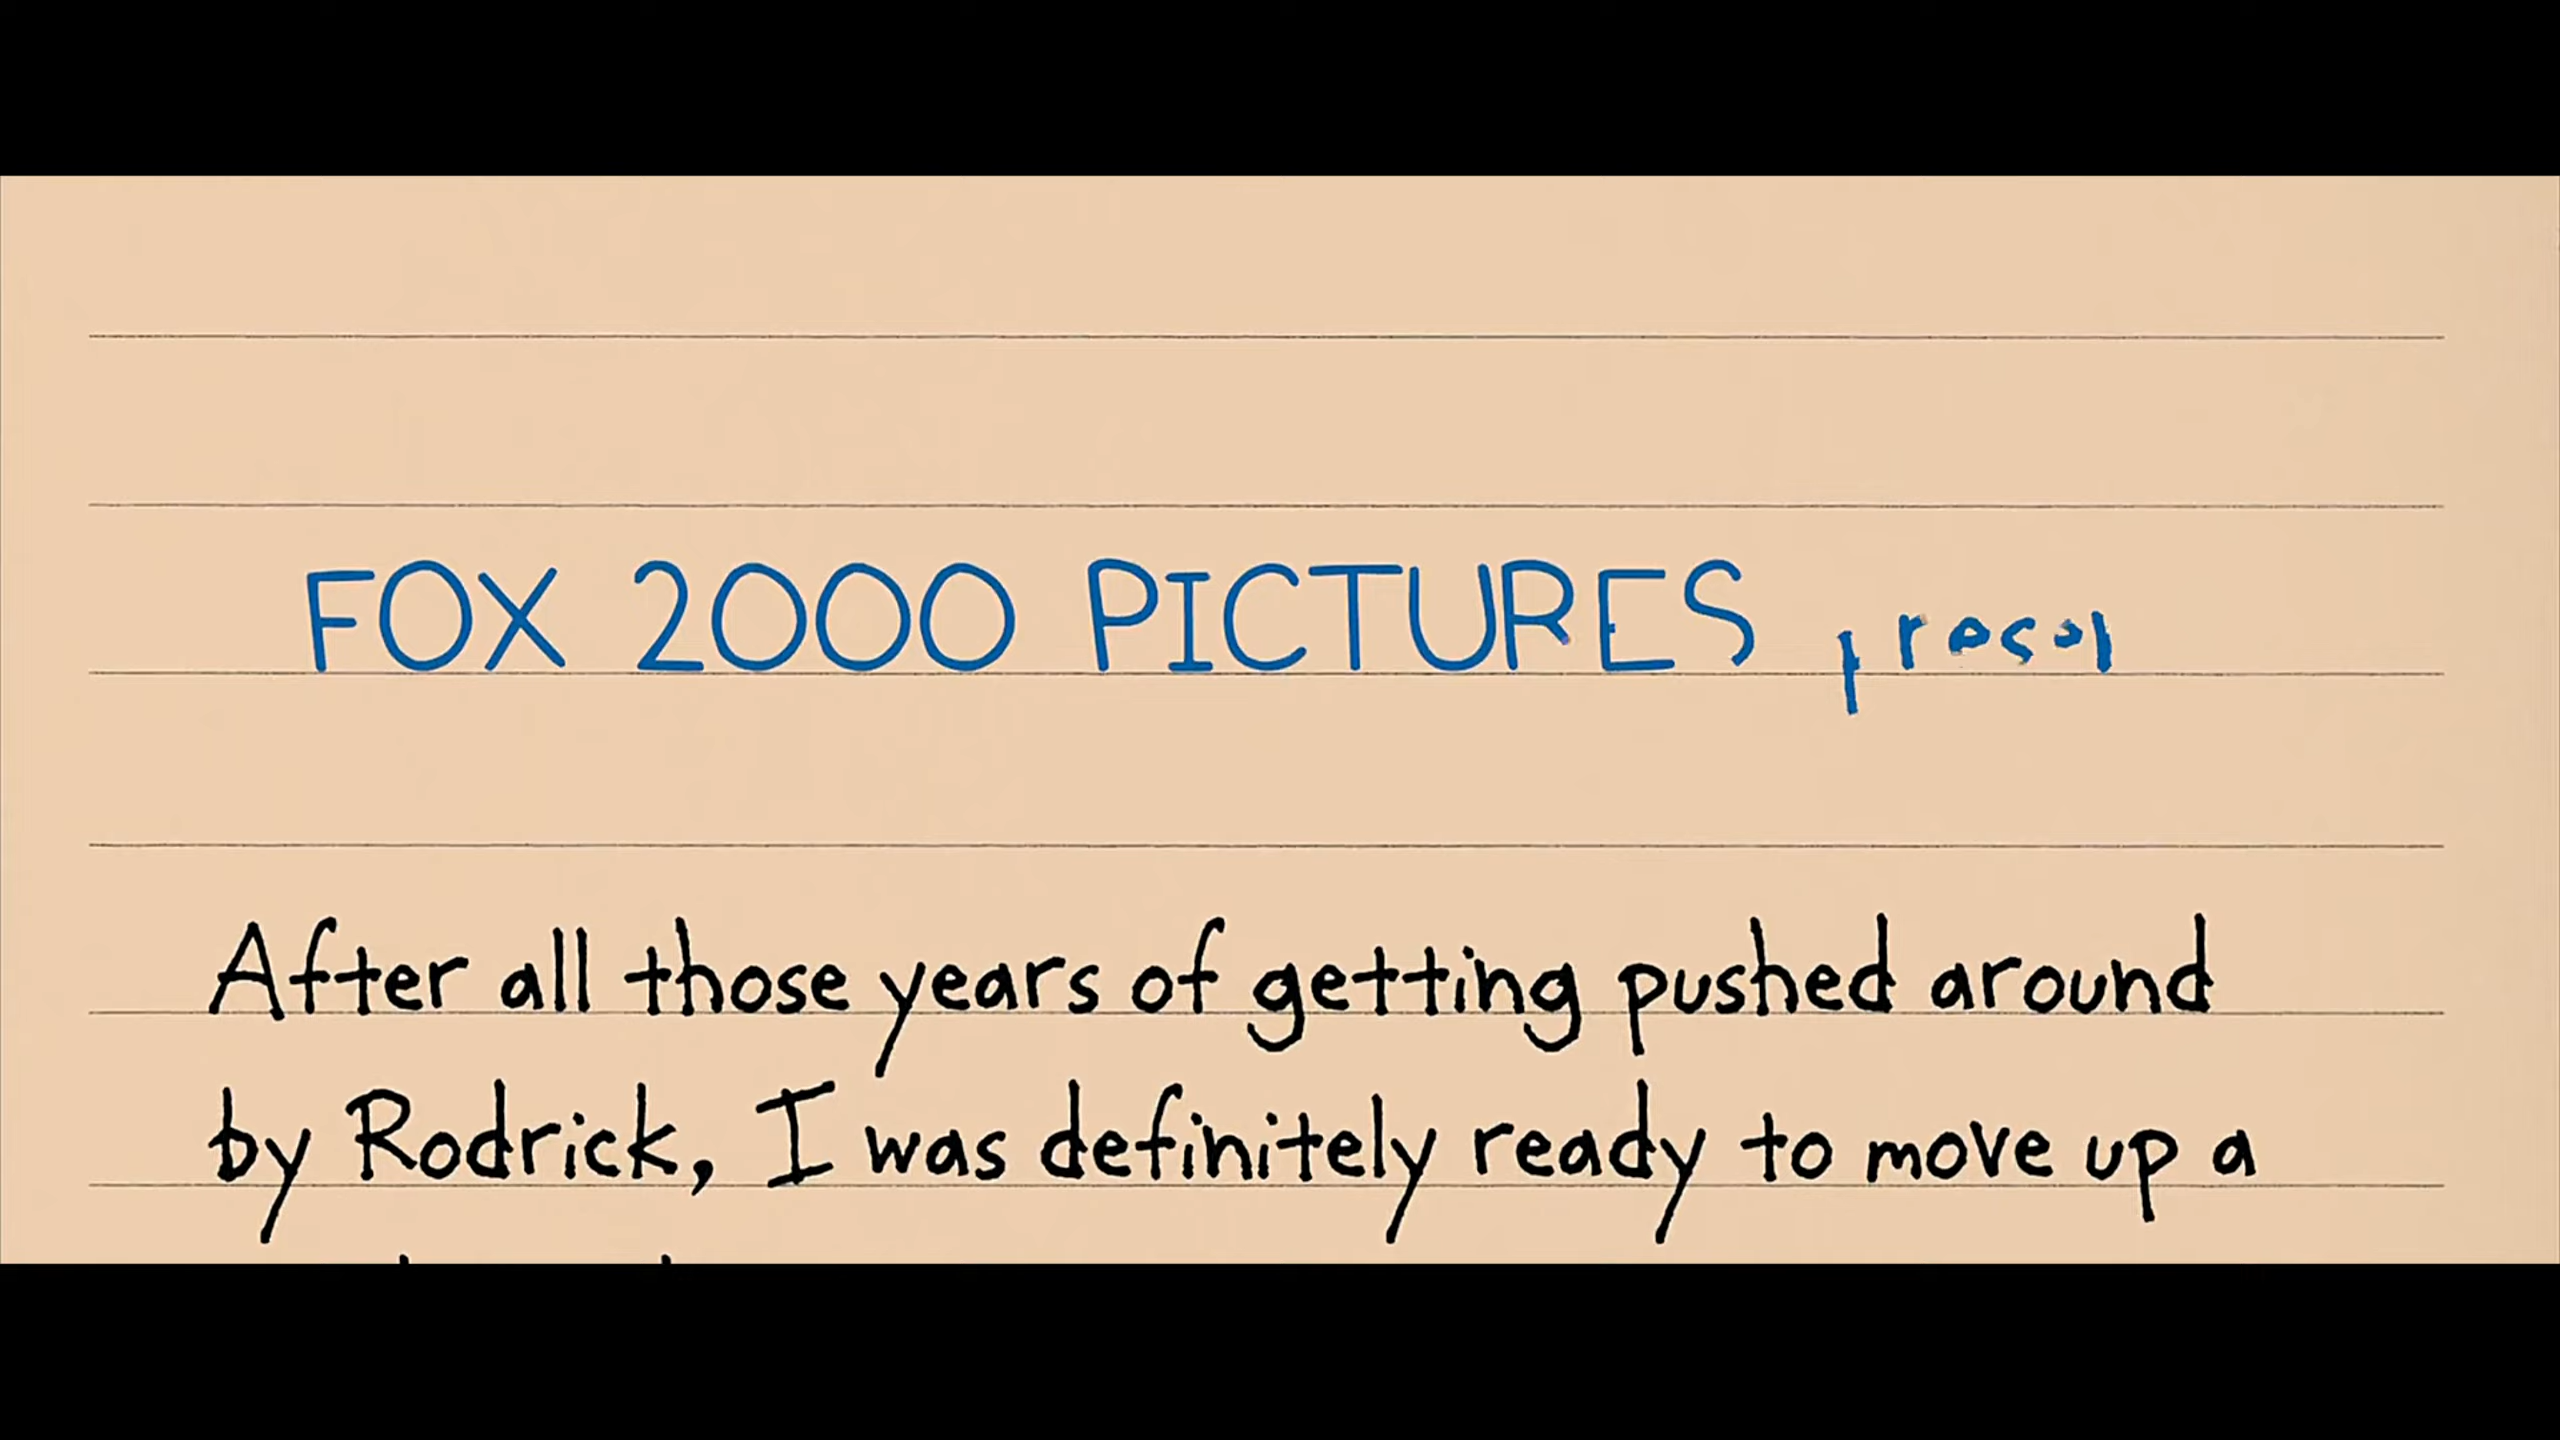 FOX 2000 PICTURES
After all those years of getting pushed around
by Rodrick, I was definitely ready to move up a